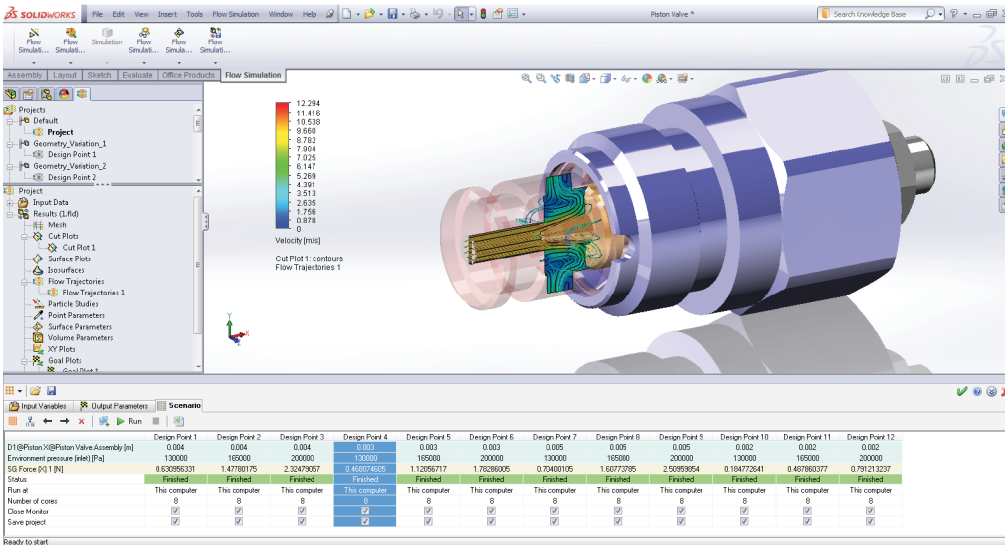 SOLIDWORKS File Edit View Insert Tools Flow Simulation Window Help Piston Valve * Search Knowledge Base
Flow Simulati... Flow Simulati... Simulation Flow Simulati... Flow Simula... Flow Simulati...
Assembly Layout Sketch Evaluate Office Products Flow Simulation
Projects
Default
Project
Geometry_Variation_1
Design Point 1
Geometry_Variation_2
Design Point 2
Project
Input Data
Results (1.fld)
Mesh
Cut Plots
Cut Plot 1
Surface Plots
Isosurfaces
Flow Trajectories
Flow Trajectories 1
Particle Studies
Point Parameters
Surface Parameters
Volume Parameters
XY Plots
Goal Plots
Goal Plot 1
12.294
11.416
10.538
9.660
8.782
7.904
7.025
6.147
5.269
4.391
3.513
2.635
1.756
0.878
0
Velocity [m/s]
Cut Plot 1: contours
Flow Trajectories 1
Y
X
Input Variables Output Parameters Scenario
Run
Design Point 1 Design Point 2 Design Point 3 Design Point 4 Design Point 5 Design Point 6 Design Point 7 Design Point 8 Design Point 9 Design Point 10 Design Point 11 Design Point 12
D1@Piston.X@Piston Valve.Assembly [m] 0.004 0.004 0.004 0.003 0.003 0.003 0.005 0.005 0.005 0.002 0.002 0.002
Environment pressure (inlet) [Pa] 130000 165000 200000 130000 165000 200000 130000 165000 200000 130000 165000 200000
SG Force (X) 1 [N] 0.630956331 1.47780175 2.32479057 0.468074605 1.12056717 1.78286005 0.70400105 1.60773785 2.50959954 0.184772641 0.487860377 0.791213237
Status Finished Finished Finished Finished Finished Finished Finished Finished Finished Finished Finished Finished
Run at This computer This computer This computer This computer This computer This computer This computer This computer This computer This computer This computer This computer
Number of cores 8 8 8 8 8 8 8 8 8 8 8 8
Close Monitor
Save project
Ready to start